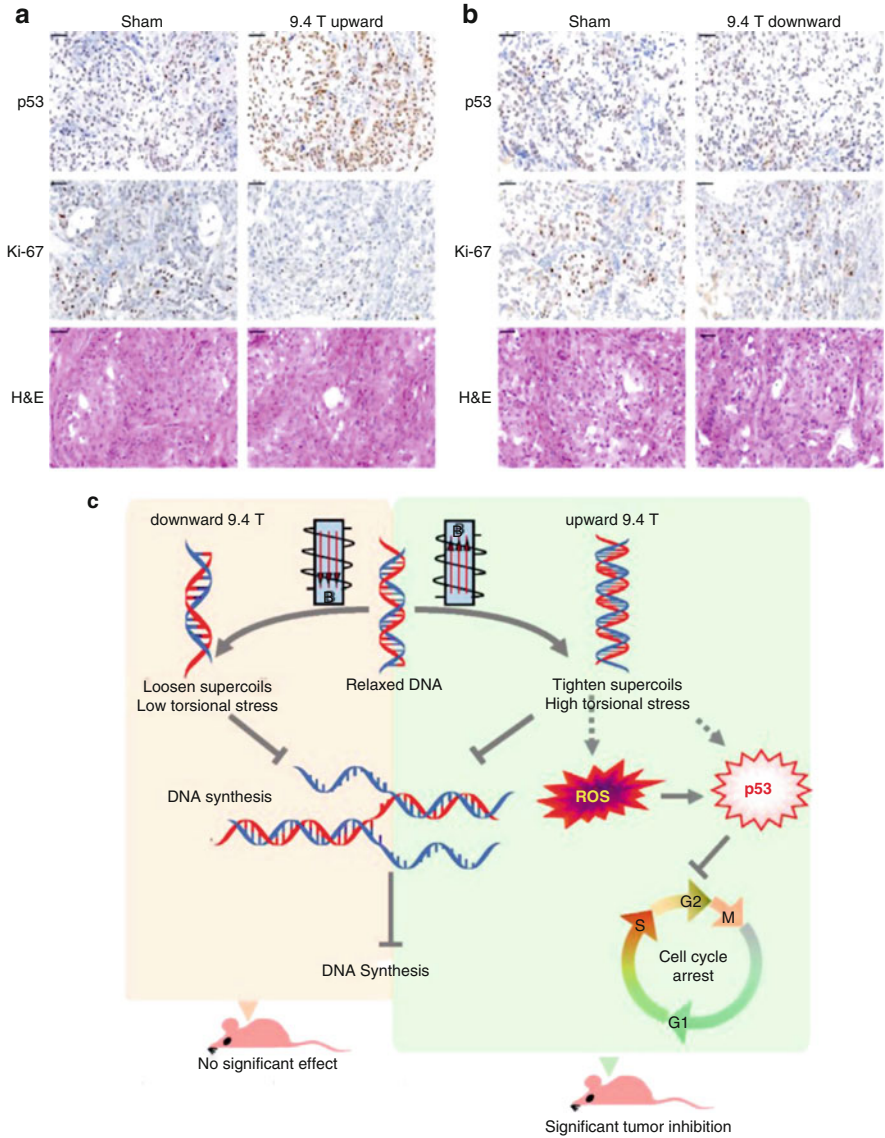 a
Sham
9.4 T upward
p53
Ki-67
H&E
b
Sham
9.4 T downward
p53
Ki-67
H&E
c
downward 9.4 T
B
B
upward 9.4 T
Loosen supercoils
Low torsional stress
Relaxed DNA
Tighten supercoils
High torsional stress
DNA synthesis
ROS
p53
G2
M
S
Cell cycle
arrest
G1
DNA Synthesis
No significant effect
Significant tumor inhibition